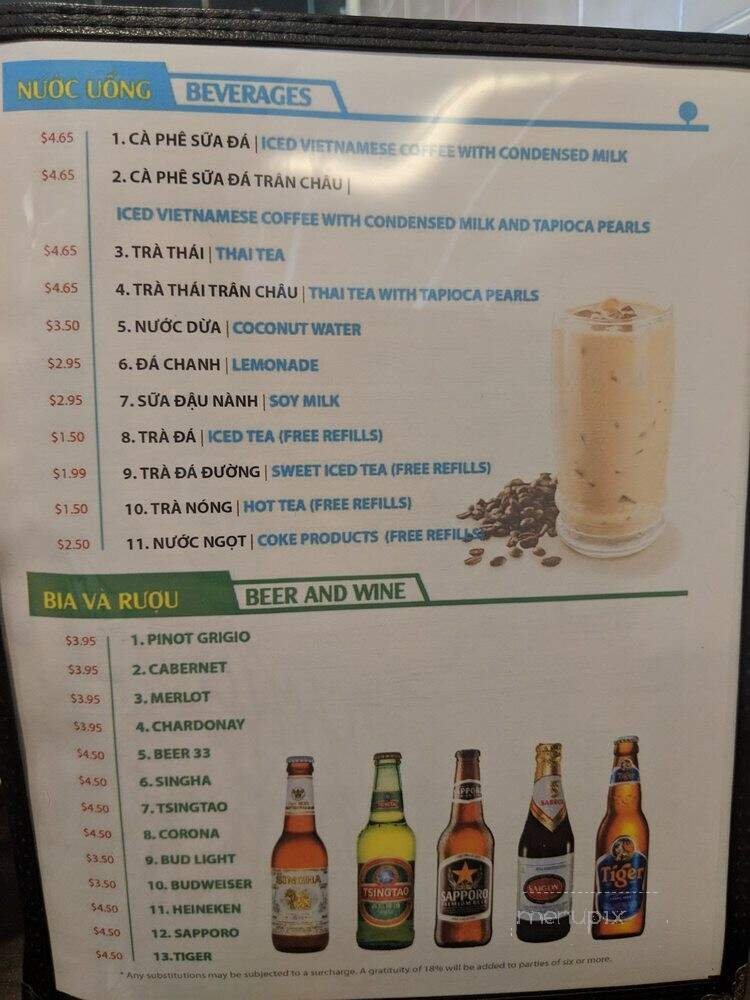 NƯỚC UỐNG BEVERAGES
$4.65 1. CÀ PHÊ SỮA ĐÁ | ICED VIETNAMESE COFFEE WITH CONDENSED MILK
$4.65 2. CÀ PHÊ SỮA ĐÁ TRÂN CHÂU |
ICED VIETNAMESE COFFEE WITH CONDENSED MILK AND TAPIOCA PEARLS
$4.65 3. TRÀ THÁI | THAI TEA
$4.65 4. TRÀ THÁI TRÂN CHÂU | THAI TEA WITH TAPIOCA PEARLS
$3.50 5. NƯỚC DỪA | COCONUT WATER
$2.95 6. ĐÁ CHANH | LEMONADE
$2.95 7. SỮA ĐẬU NÀNH | SOY MILK
$1.50 8. TRÀ ĐÁ | ICED TEA (FREE REFILLS)
$1.99 9. TRÀ ĐÁ ĐƯỜNG | SWEET ICED TEA (FREE REFILLS)
$1.50 10. TRÀ NÓNG | HOT TEA (FREE REFILLS)
$2.50 11. NƯỚC NGỌT | COKE PRODUCTS (FREE REFILLS)
BIA VÀ RƯỢU BEER AND WINE
$3.95 1. PINOT GRIGIO
$3.95 2. CABERNET
$3.95 3. MERLOT
$3.95 4. CHARDONAY
$4.50 5. BEER 33
$4.50 6. SINGHA
$4.50 7. TSINGTAO
$4.50 8. CORONA
$3.50 9. BUD LIGHT
$3.50 10. BUDWEISER
$4.50 11. HEINEKEN
$4.50 12. SAPPORO
$4.50 13. TIGER
SINGHA
TSINGTAO
SAPPORO
PREMIUM BEER
SAIGON
Tiger
menupix
* Any substitutions may be subjected to a surcharge. A gratituity of 18% will be added to parties of six or more.